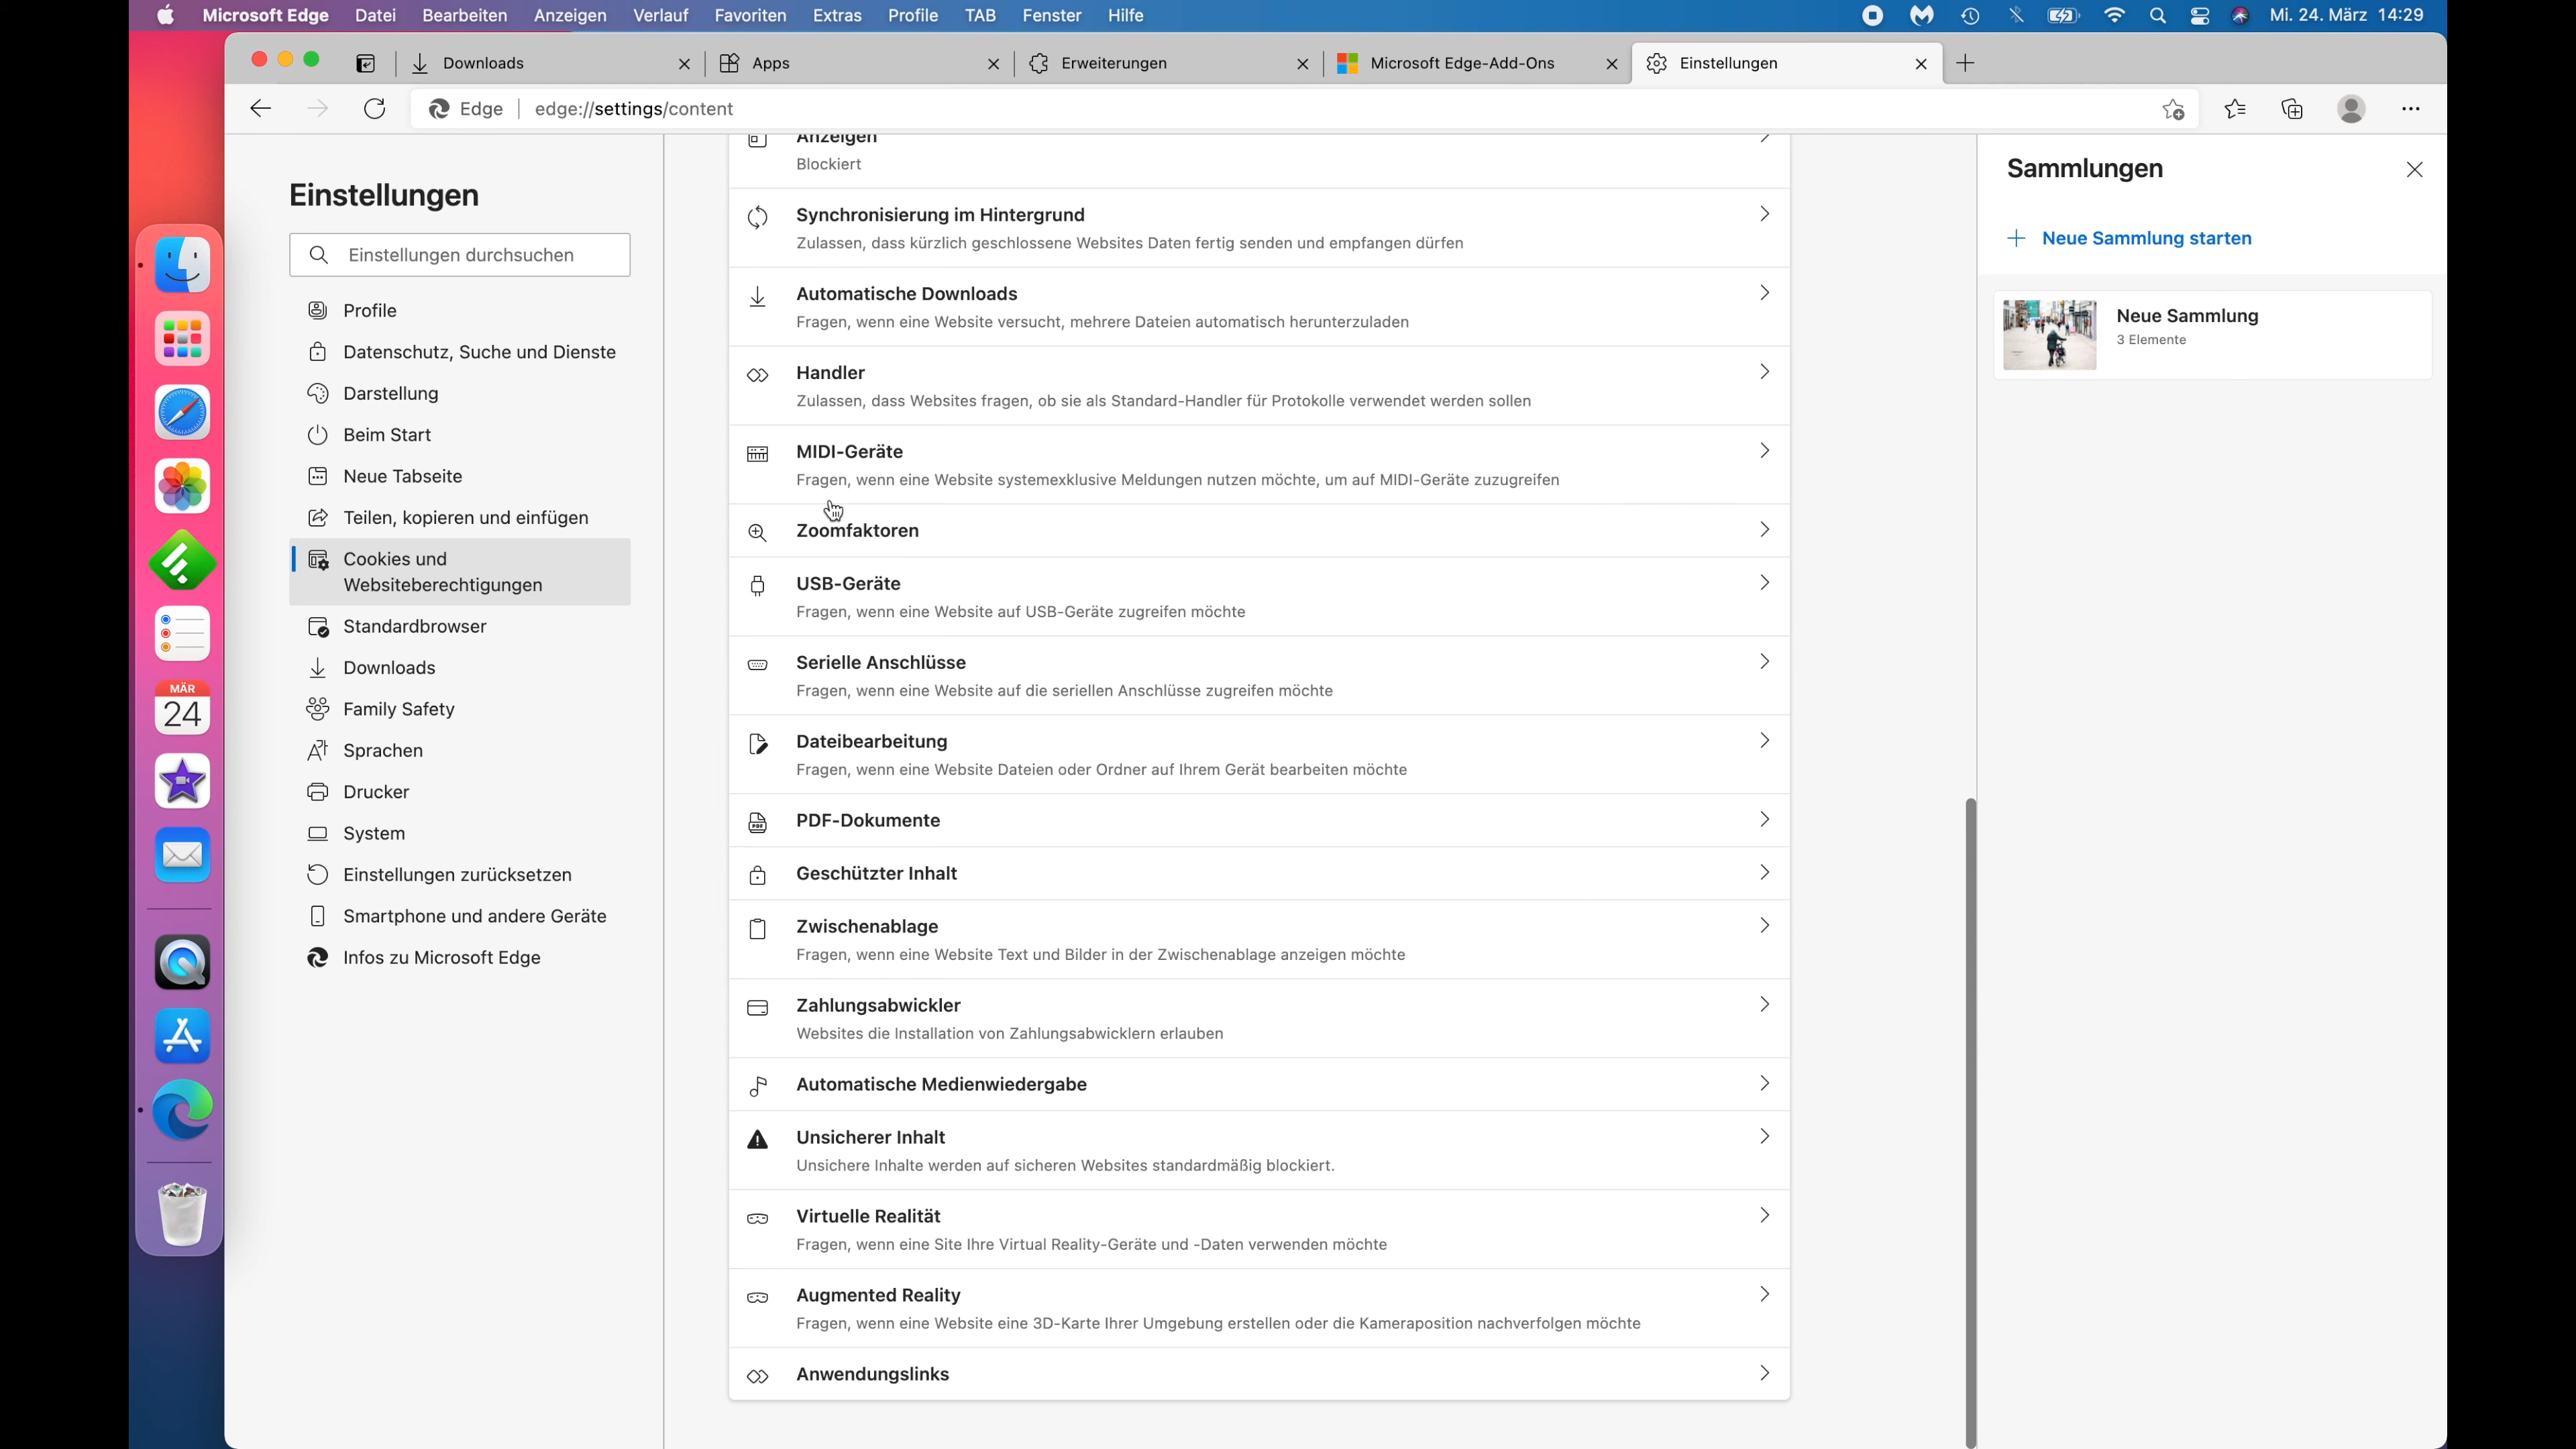 Microsoft Edge Datei Bearbeiten Anzeigen Verlauf Favoriten Extras Profile TAB Fenster Hilfe Mi. 24. März 14:29
Downloads Apps Erweiterungen Microsoft Edge-Add-Ons Einstellungen
Edge edge://settings/content
Einstellungen
Einstellungen durchsuchen
Profile
Datenschutz, Suche und Dienste
Darstellung
Beim Start
Neue Tabseite
Teilen, kopieren und einfügen
Cookies und
Websiteberechtigungen
Standardbrowser
Downloads
Family Safety
Sprachen
Drucker
System
Einstellungen zurücksetzen
Smartphone und andere Geräte
Infos zu Microsoft Edge
MÄR
24
Anzeigen
Blockiert
Synchronisierung im Hintergrund
Zulassen, dass kürzlich geschlossene Websites Daten fertig senden und empfangen dürfen
Automatische Downloads
Fragen, wenn eine Website versucht, mehrere Dateien automatisch herunterzuladen
Handler
Zulassen, dass Websites fragen, ob sie als Standard-Handler für Protokolle verwendet werden sollen
MIDI-Geräte
Fragen, wenn eine Website systemexklusive Meldungen nutzen möchte, um auf MIDI-Geräte zuzugreifen
Zoomfaktoren
USB-Geräte
Fragen, wenn eine Website auf USB-Geräte zugreifen möchte
Serielle Anschlüsse
Fragen, wenn eine Website auf die seriellen Anschlüsse zugreifen möchte
Dateibearbeitung
Fragen, wenn eine Website Dateien oder Ordner auf Ihrem Gerät bearbeiten möchte
PDF-Dokumente
Geschützter Inhalt
Zwischenablage
Fragen, wenn eine Website Text und Bilder in der Zwischenablage anzeigen möchte
Zahlungsabwickler
Websites die Installation von Zahlungsabwicklern erlauben
Automatische Medienwiedergabe
Unsicherer Inhalt
Unsichere Inhalte werden auf sicheren Websites standardmäßig blockiert.
Virtuelle Realität
Fragen, wenn eine Site Ihre Virtual Reality-Geräte und -Daten verwenden möchte
Augmented Reality
Fragen, wenn eine Website eine 3D-Karte Ihrer Umgebung erstellen oder die Kameraposition nachverfolgen möchte
Anwendungslinks
Sammlungen
Neue Sammlung starten
Neue Sammlung
3 Elemente